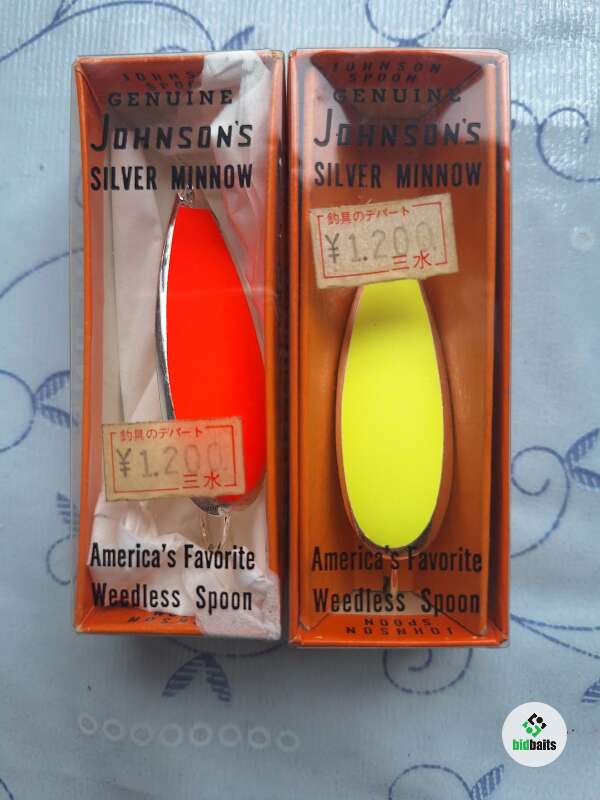 JOHNS
SPO
GENUINE
JOHNSON'S
SILVER MINNOW
釣具のデパート
¥1.200
三水
America's Favorite
Weedless Spoon
JOHNSON
SPOON
GENUINE
JOHNSON'S
SILVER MINNOW
釣具のデパート
¥1.200
三水
America's Favorite
Weedless Spoon
JOHNSON
SPOON
bidbaits